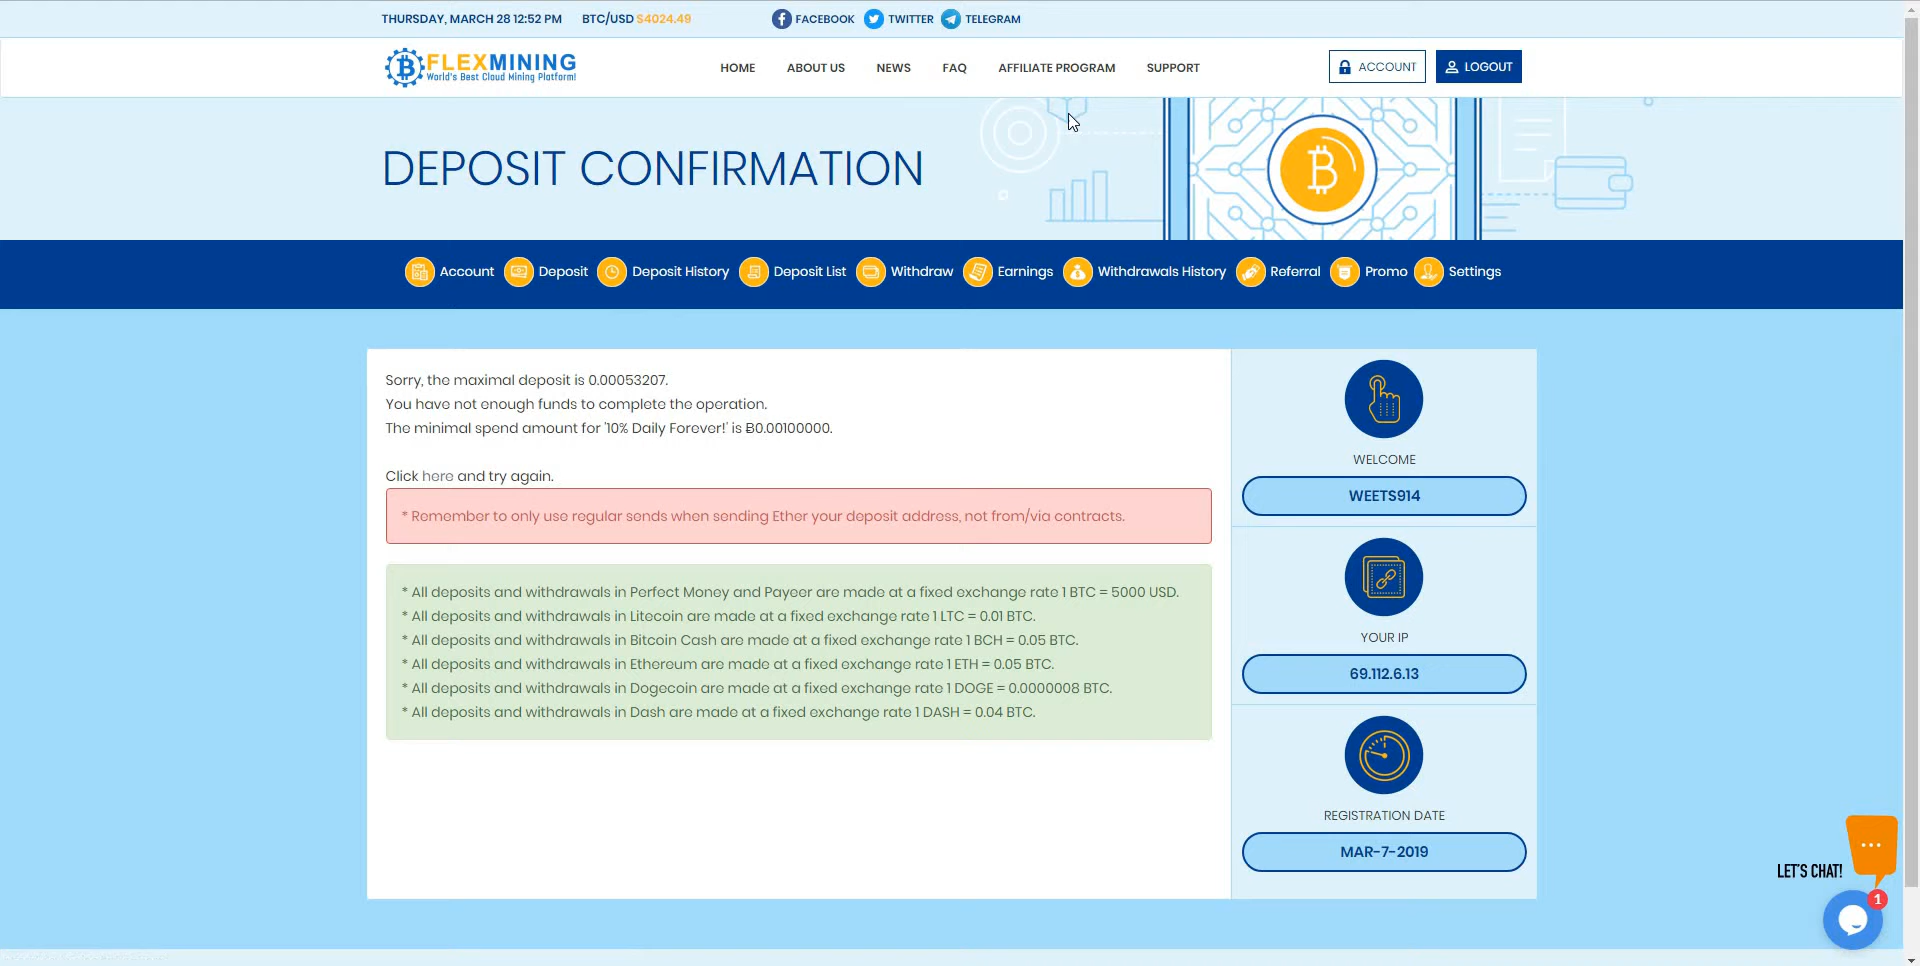 THURSDAY, MARCH 28 12:52 PM BTC/USD $4024.49 FACEBOOK TWITTER TELEGRAM
FLEXMINING
World's Best Cloud Mining Platform!
HOME ABOUT US NEWS FAQ AFFILIATE PROGRAM SUPPORT ACCOUNT LOGOUT
DEPOSIT CONFIRMATION
Account Deposit Deposit History Deposit List Withdraw Earnings Withdrawals History Referral Promo Settings
Sorry, the maximal deposit is 0.00053207.
You have not enough funds to complete the operation.
The minimal spend amount for '10% Daily Forever!' is Ƀ0.00100000.
Click here and try again.
* Remember to only use regular sends when sending Ether your deposit address, not from/via contracts.
* All deposits and withdrawals in Perfect Money and Payeer are made at a fixed exchange rate 1 BTC = 5000 USD.
* All deposits and withdrawals in Litecoin are made at a fixed exchange rate 1 LTC = 0.01 BTC.
* All deposits and withdrawals in Bitcoin Cash are made at a fixed exchange rate 1 BCH = 0.05 BTC.
* All deposits and withdrawals in Ethereum are made at a fixed exchange rate 1 ETH = 0.05 BTC.
* All deposits and withdrawals in Dogecoin are made at a fixed exchange rate 1 DOGE = 0.0000008 BTC.
* All deposits and withdrawals in Dash are made at a fixed exchange rate 1 DASH = 0.04 BTC.
WELCOME
WEETS914
YOUR IP
69.112.6.13
REGISTRATION DATE
MAR-7-2019
LET'S CHAT!
1